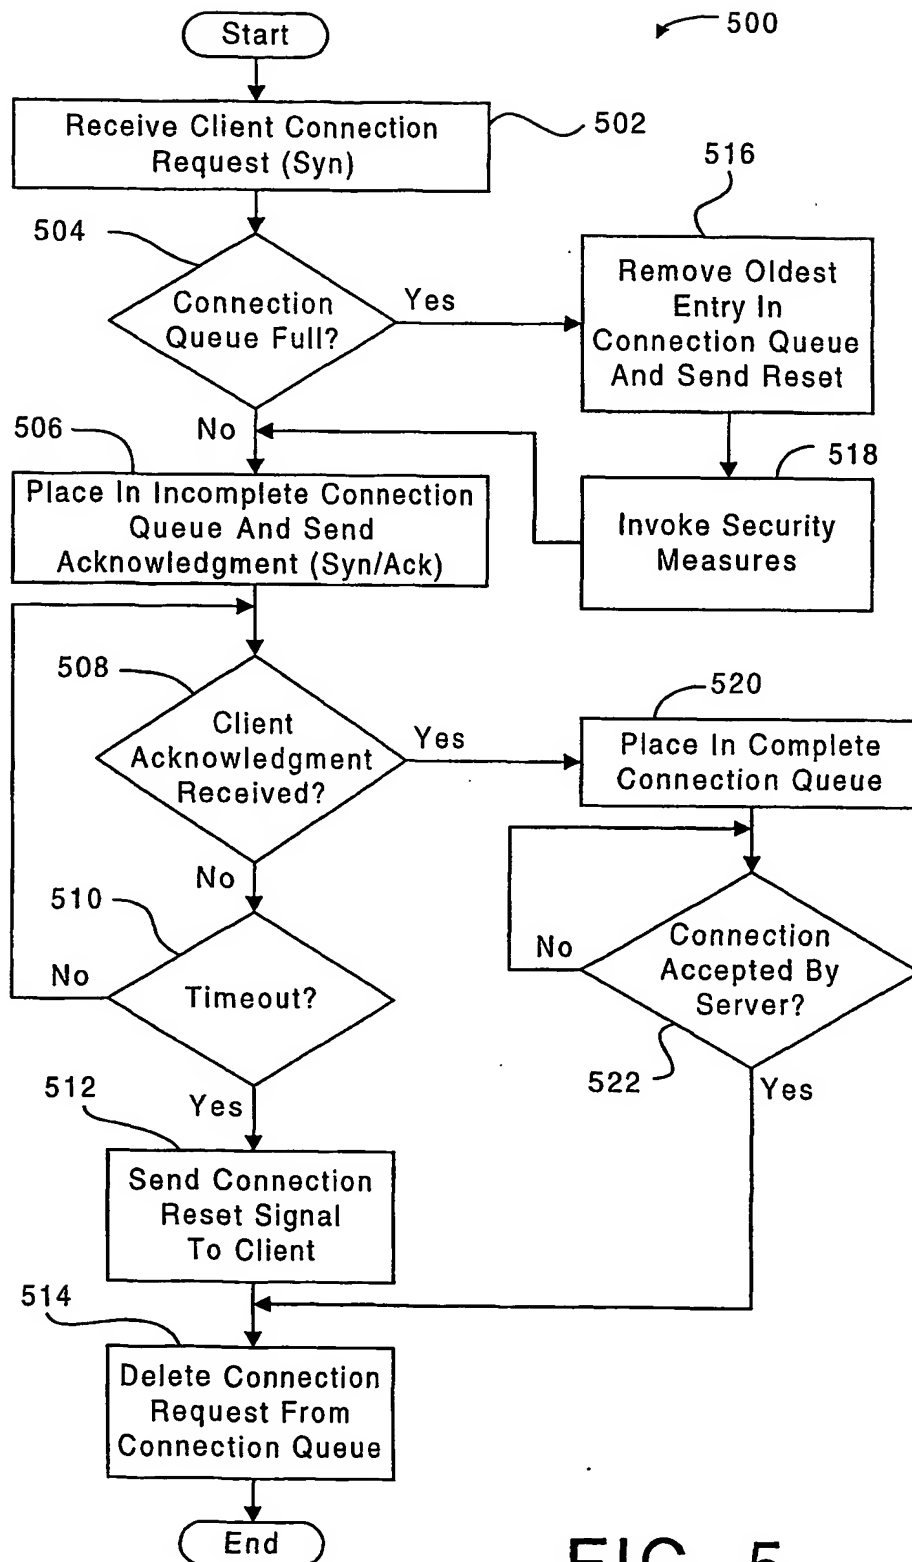 Start
500
Receive Client Connection
Request (Syn)
502
516
504
Connection
Queue Full?
Yes
Remove Oldest
Entry In
Connection Queue
And Send Reset
No
506
518
Place In Incomplete Connection
Queue And Send
Acknowledgment (Syn/Ack)
Invoke Security
Measures
508
520
Client
Acknowledgment
Received?
Yes
Place In Complete
Connection Queue
No
510
No
Timeout?
No
Connection
Accepted By
Server?
522
Yes
512
Yes
Send Connection
Reset Signal
To Client
514
Delete Connection
Request From
Connection Queue
End
FIG. 5